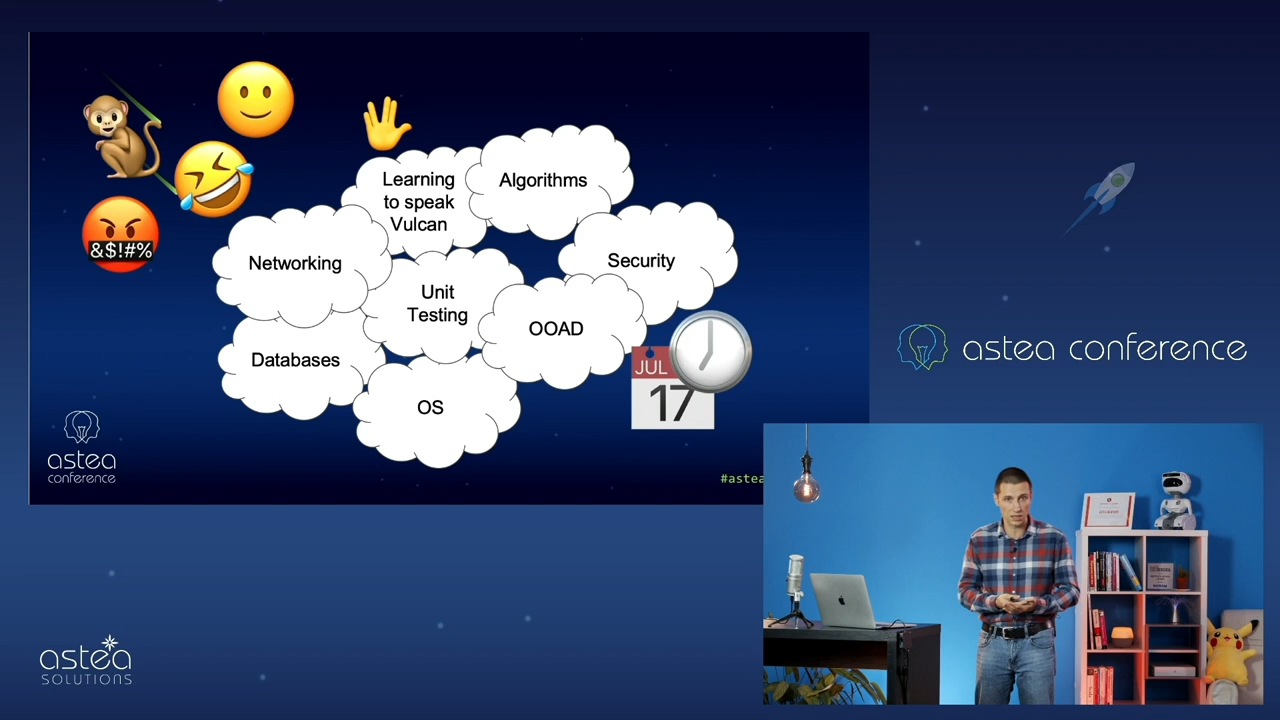 Learning
to speak
Vulcan
Algorithms
Networking
Security
Unit
Testing
OOAD
Databases
OS
&$!#%
JUL
17
astea
conference
#astea
astea conference
astea
SOLUTIONS